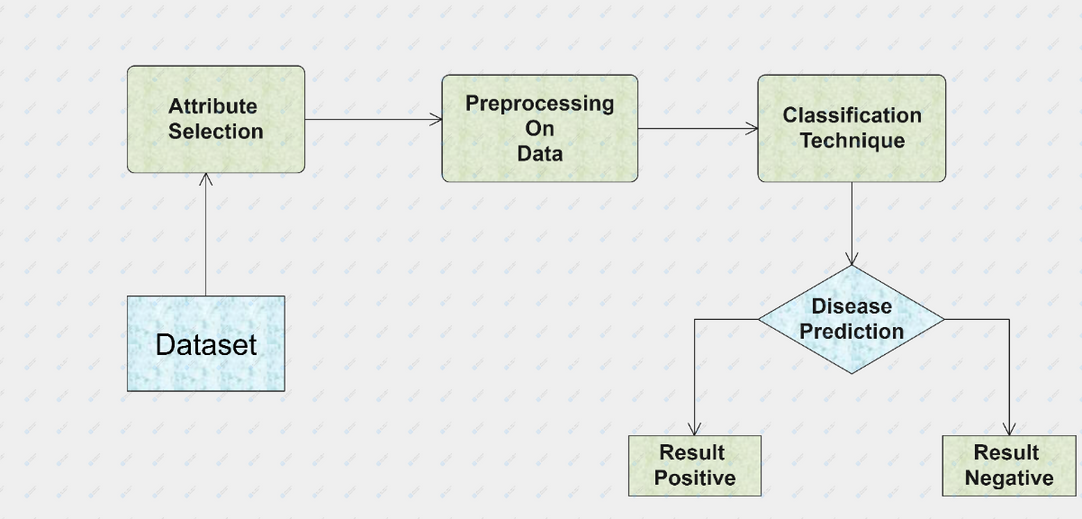 Attribute
Selection
Preprocessing
On
Data
Classification
Technique
Dataset
Disease
Prediction
Result
Positive
Result
Negative